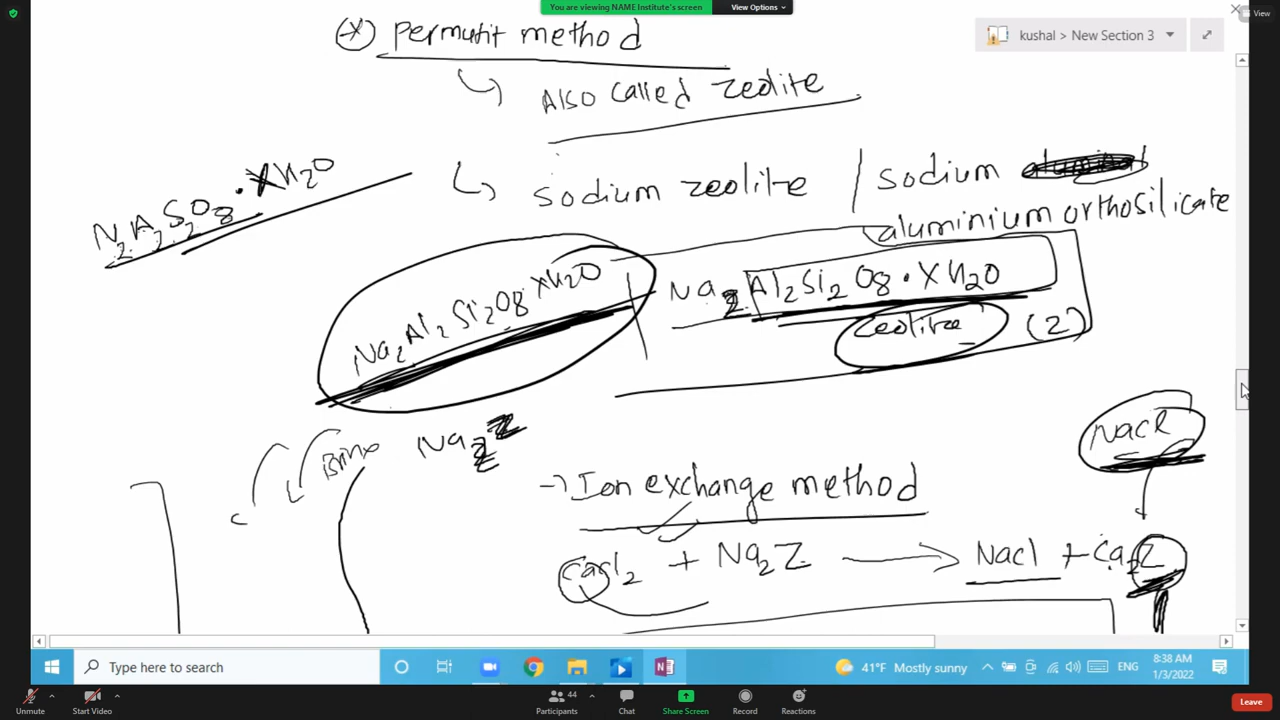 You are viewing NAME Institute's screen
View Options
View
kushal > New Section 3
permutit method
Also called zeolite
N2A2S2O8 . XH2O
sodium zeolite / sodium
aluminium orthosilicate
Na2Al2Si2O8 XH2O
Na2Al2Si2O8 . XH2O
zeolite (Z)
Na2Z
Brine
NaCl
→ Ion exchange method
CaCl2 + Na2Z → NaCl + CaZ
Type here to search
41°F Mostly sunny
ENG
8:38 AM
1/3/2022
Unmute
Start Video
44
Participants
Chat
Share Screen
Record
Reactions
Leave